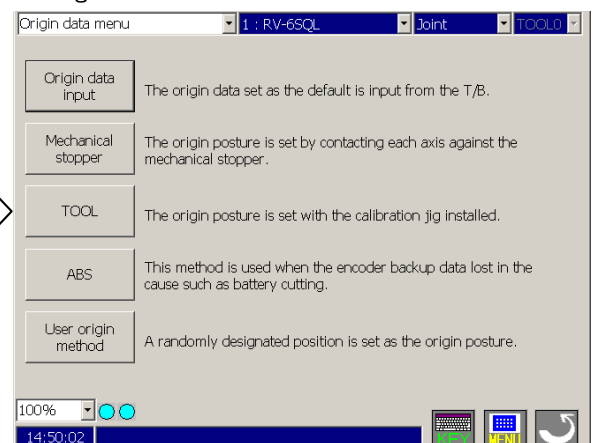 Origin data menu 1 : RV-6SQL Joint TOOL0
Origin data
input
The origin data set as the default is input from the T/B.
Mechanical
stopper
The origin posture is set by contacting each axis against the
mechanical stopper.
TOOL
The origin posture is set with the calibration jig installed.
ABS
This method is used when the encoder backup data lost in the
cause such as battery cutting.
User origin
method
A randomly designated position is set as the origin posture.
100%
14:50:02
KEY MENU